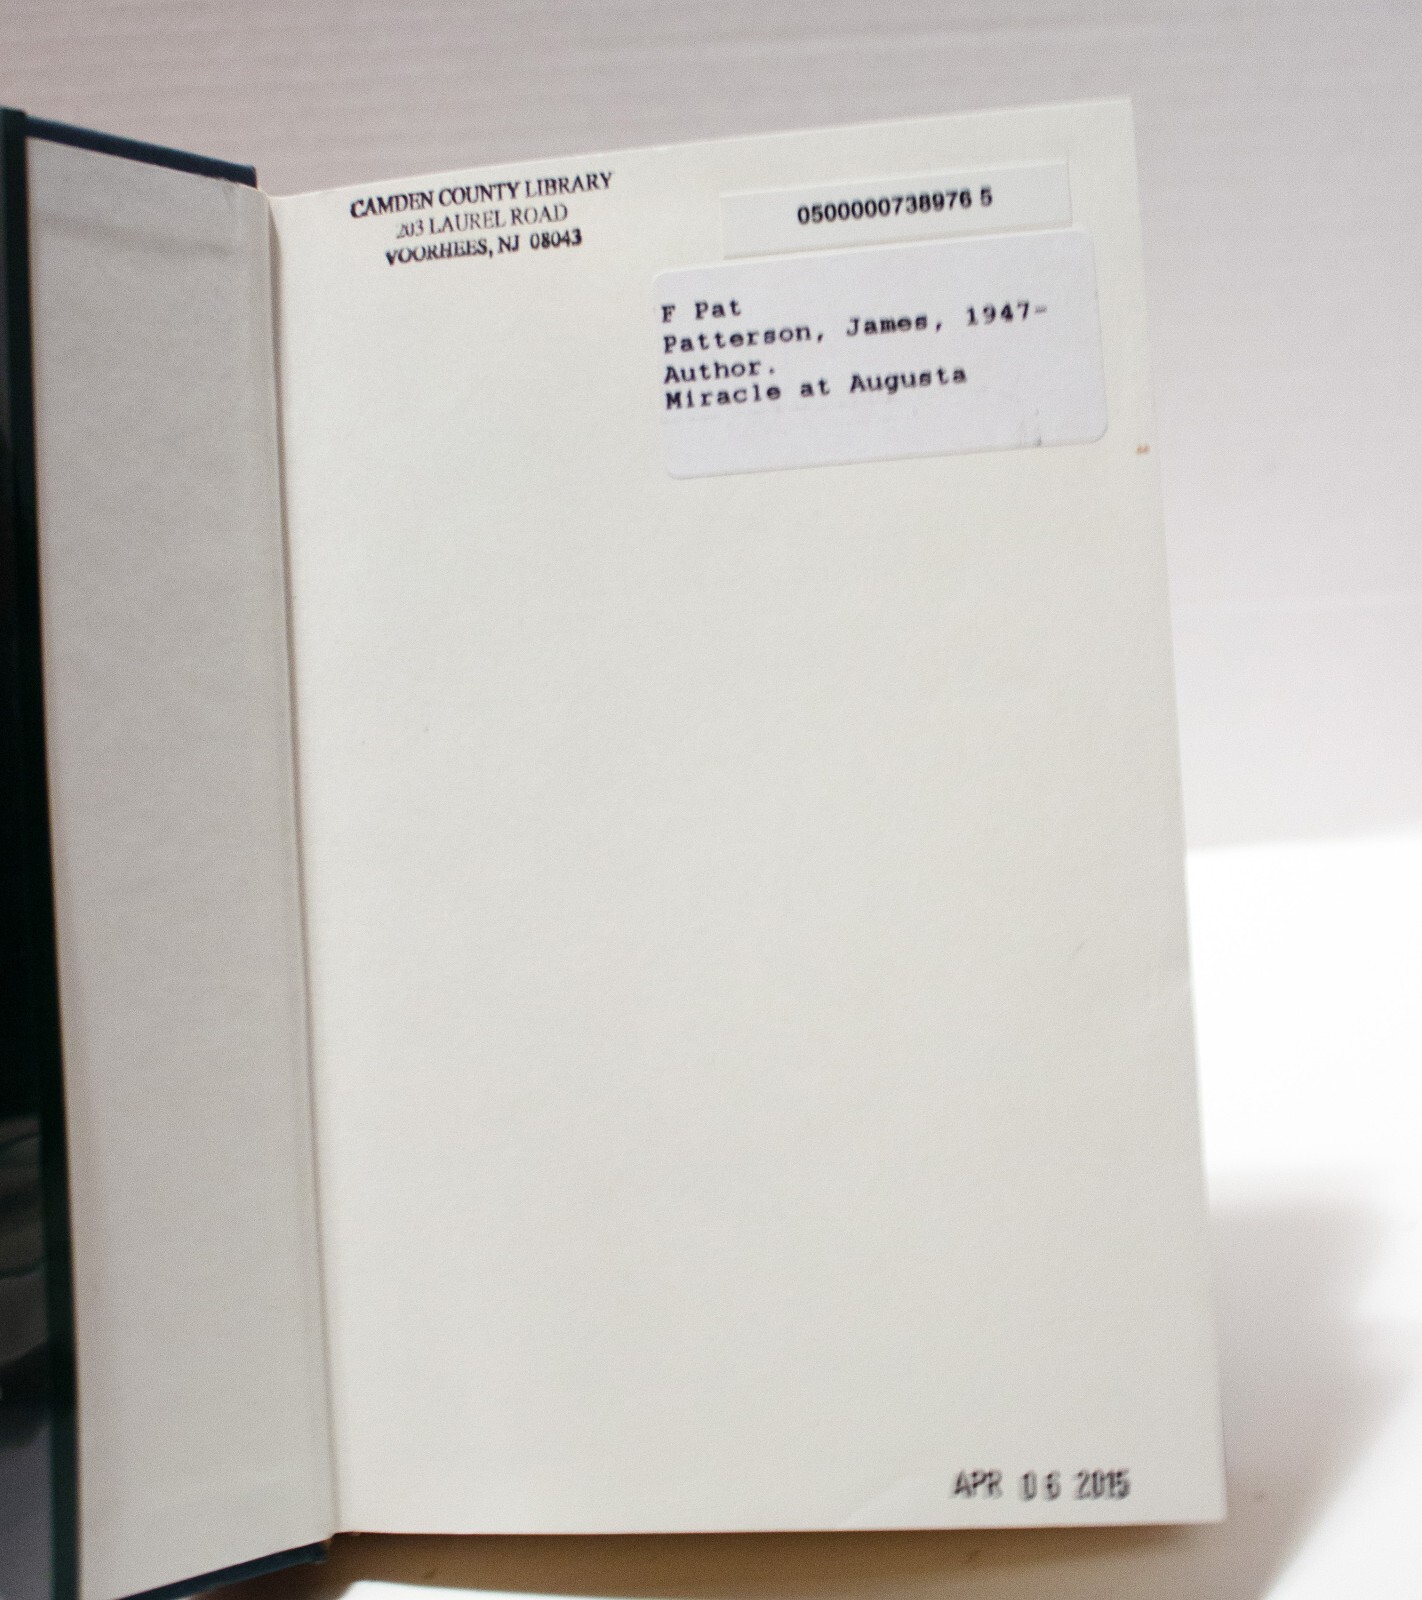 CAMDEN COUNTY LIBRARY
203 LAUREL ROAD
VOORHEES, NJ 08043
0500000738976 5
F Pat
Patterson, James, 1947-
Author.
Miracle at Augusta
APR 06 2015